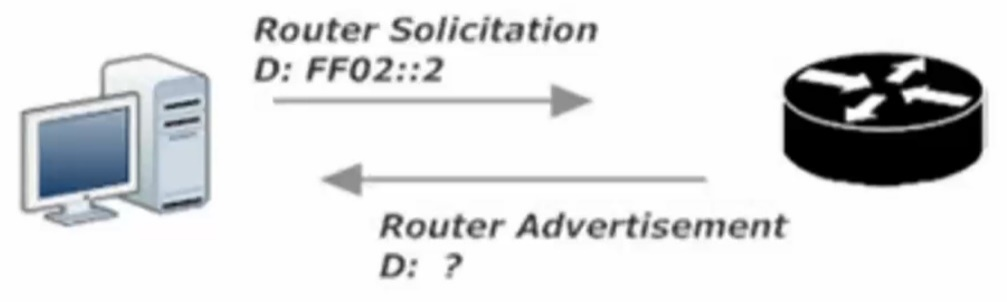 Router Solicitation
D: FF02::2
Router Advertisement
D: ?